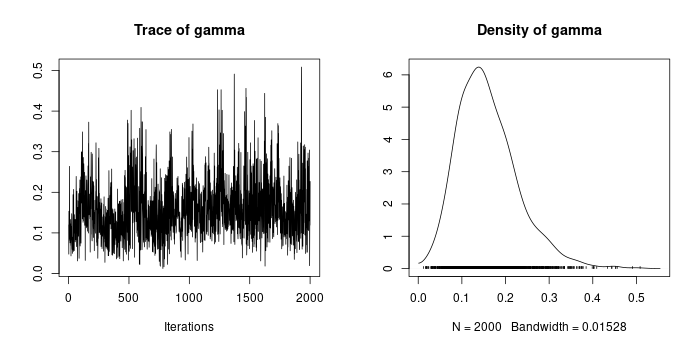 Trace of gamma
0.5
0.4
0.3
0.2
0.1
0.0
0 500 1000 1500 2000
Iterations
Density of gamma
6
5
4
3
2
1
0
0.0 0.1 0.2 0.3 0.4 0.5
N = 2000 Bandwidth = 0.01528